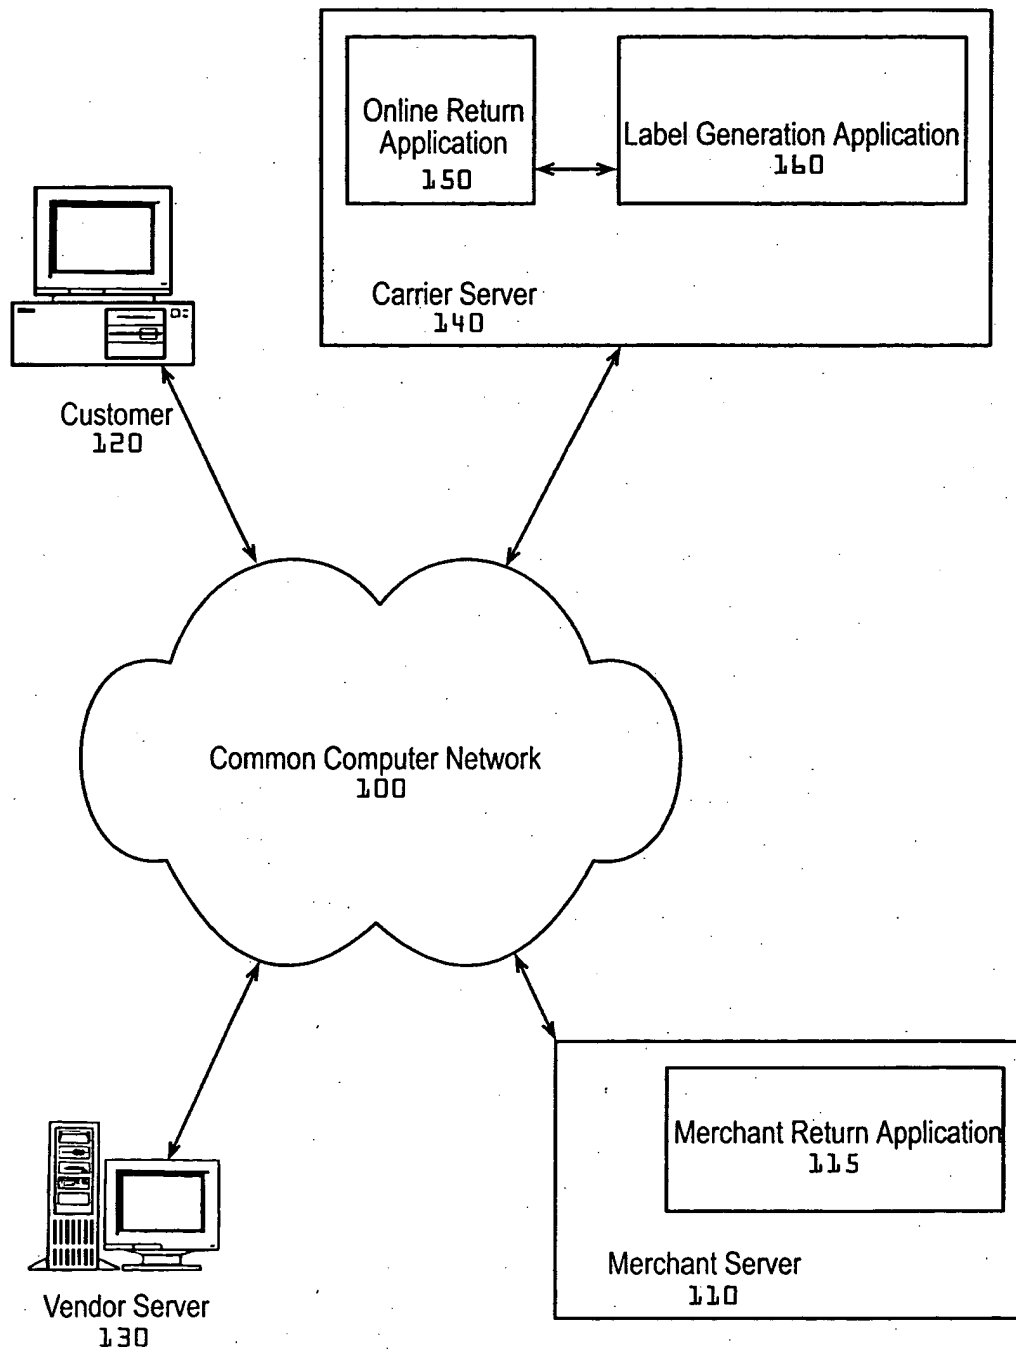 Online Return
Application
150
Label Generation Application
160
Carrier Server
140
Customer
120
Common Computer Network
100
Merchant Return Application
115
Merchant Server
110
Vendor Server
130